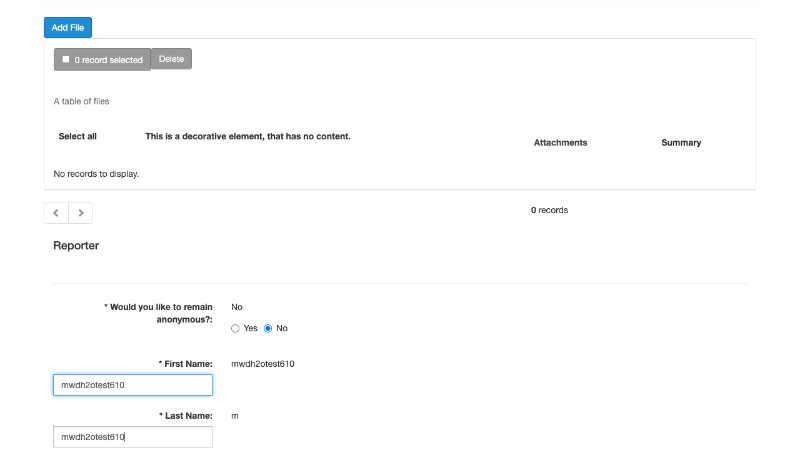 Add File
0 record selected Delete
A table of files
Select all This is a decorative element, that has no content. Attachments Summary
No records to display.
0 records
Reporter
* Would you like to remain anonymous?: No
Yes No
* First Name: mwdh2otest610
mwdh2otest610
* Last Name: m
mwdh2otest610